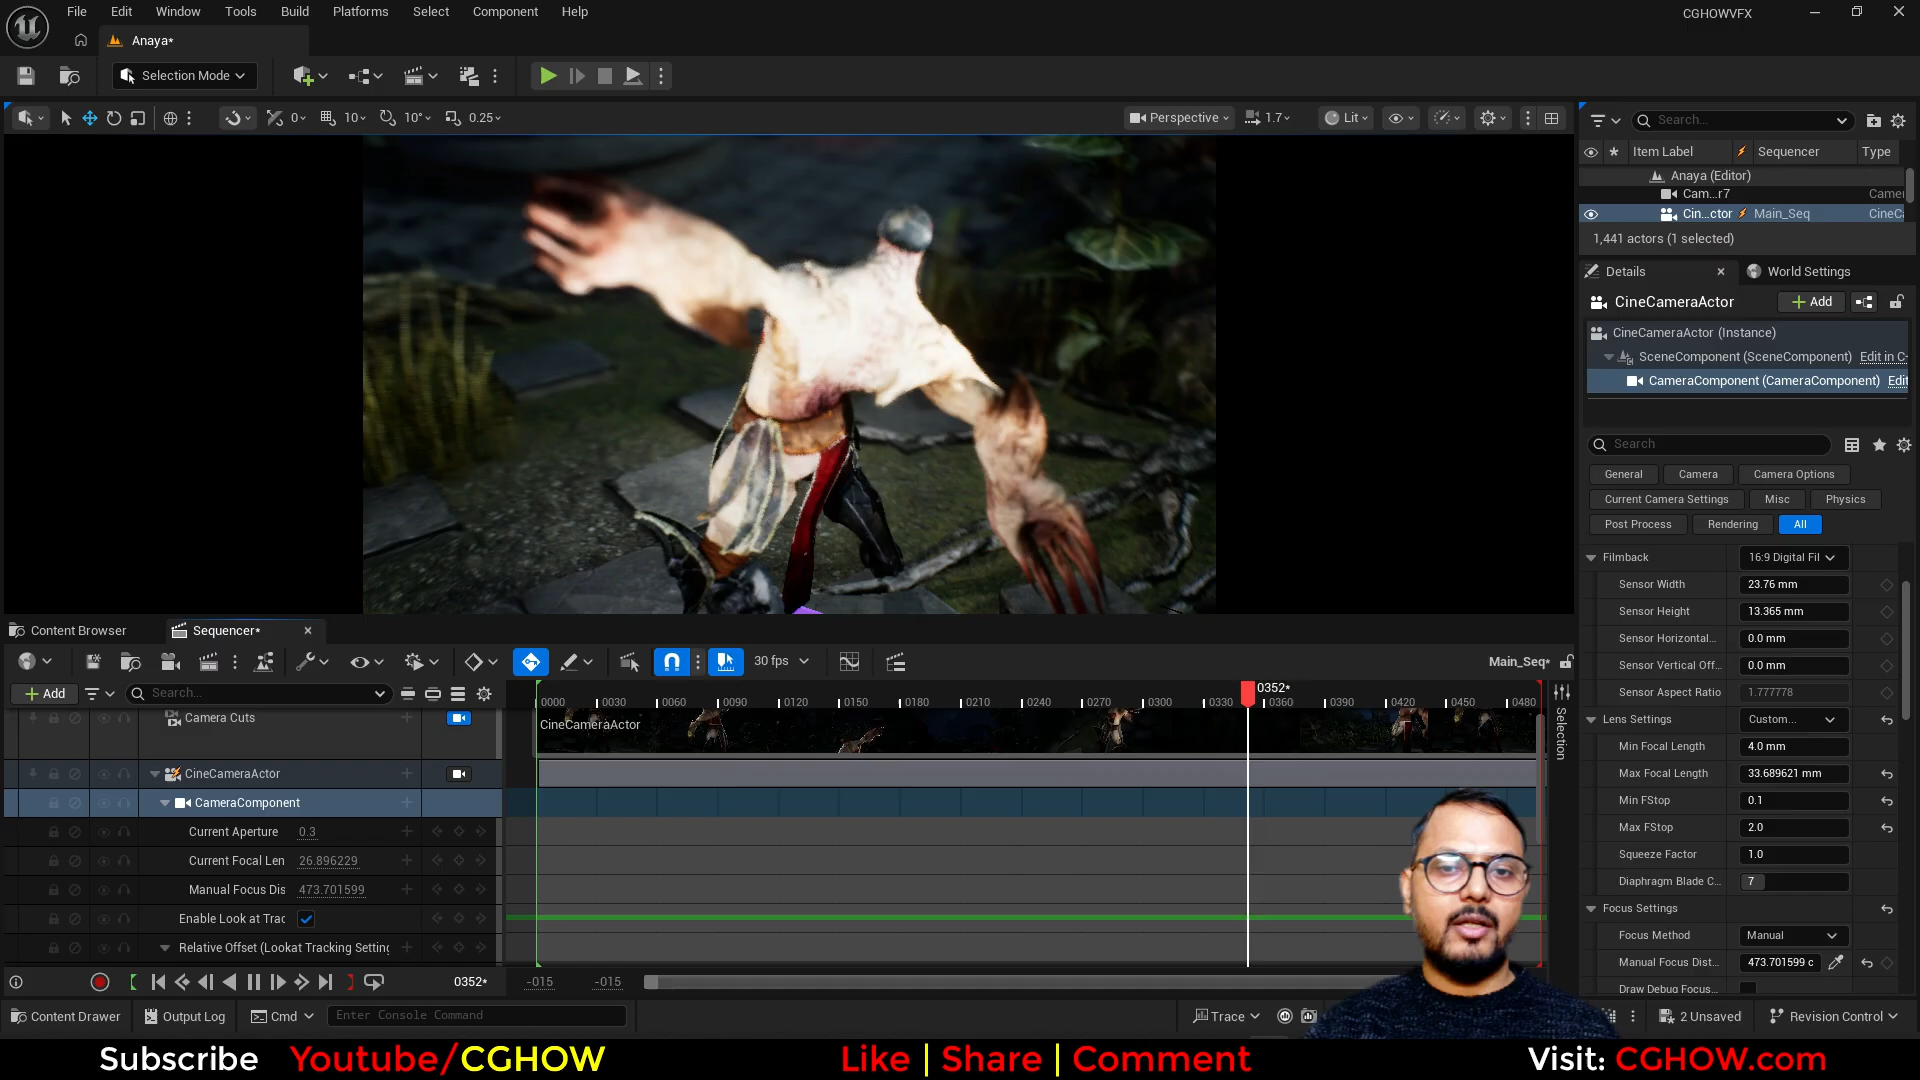 File Edit Window Tools Build Platforms Select Component Help CGHOWVFX
Anaya*
Selection Mode
0 10 10° 0.25 Perspective 1.7 Lit
Search...
Item Label Sequencer Type
Anaya (Editor)
Cam...r7 Camer
Cin...ctor Main_Seq CineCa
1,441 actors (1 selected)
Details World Settings
CineCameraActor Add
CineCameraActor (Instance)
SceneComponent (SceneComponent) Edit in C-
CameraComponent (CameraComponent) Edit
Search
General Camera Camera Options
Current Camera Settings Misc Physics
Post Process Rendering All
Filmback 16:9 Digital Fil
Sensor Width 23.76 mm
Sensor Height 13.365 mm
Sensor Horizontal... 0.0 mm
Sensor Vertical Off... 0.0 mm
Sensor Aspect Ratio 1.777778
Lens Settings Custom...
Min Focal Length 4.0 mm
Max Focal Length 33.689621 mm
Min FStop 0.1
Max FStop 2.0
Squeeze Factor 1.0
Diaphragm Blade C... 7
Focus Settings
Focus Method Manual
Manual Focus Dist... 473.701599 c
Draw Debug Focus...
Content Browser Sequencer*
30 fps Main_Seq*
Add Search...
0352*
0000 0030 0060 0090 0120 0150 0180 0210 0240 0270 0300 0330 0360 0390 0420 0450 0480
Camera Cuts
CineCameraActor
Selection
CineCameraActor
CameraComponent
Current Aperture 0.3
Current Focal Len 26.896229
Manual Focus Dis 473.701599
Enable Look at Trac
Relative Offset (Lookat Tracking Setting
0352* -015 -015
Content Drawer Output Log Cmd Enter Console Command Trace 2 Unsaved Revision Control
Subscribe Youtube/CGHOW Like | Share | Comment Visit: CGHOW.com